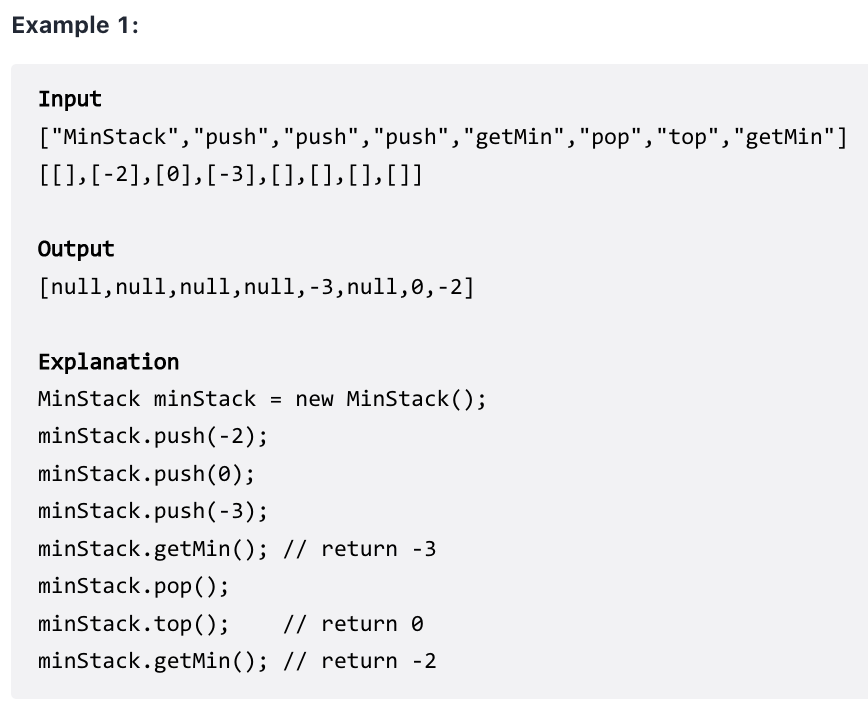 Example 1:
Input
["MinStack","push","push","push","getMin","pop","top","getMin"]
[[],[-2],[0],[-3],[],[],[],[]]
Output
[null,null,null,null,-3,null,0,-2]
Explanation
MinStack minStack = new MinStack();
minStack.push(-2);
minStack.push(0);
minStack.push(-3);
minStack.getMin(); // return -3
minStack.pop();
minStack.top();    // return 0
minStack.getMin(); // return -2